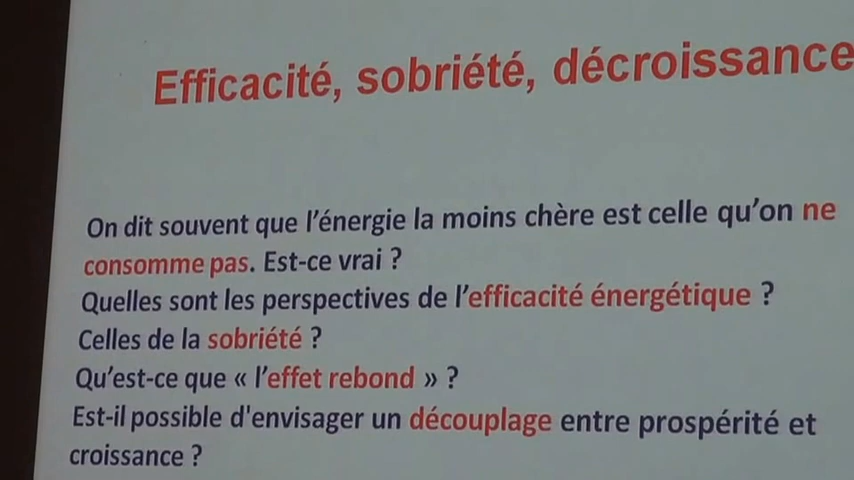 Efficacité, sobriété, décroissance
On dit souvent que l'énergie la moins chère est celle qu'on ne
consomme pas. Est-ce vrai ?
Quelles sont les perspectives de l'efficacité énergétique ?
Celles de la sobriété ?
Qu'est-ce que « l'effet rebond » ?
Est-il possible d'envisager un découplage entre prospérité et
croissance ?